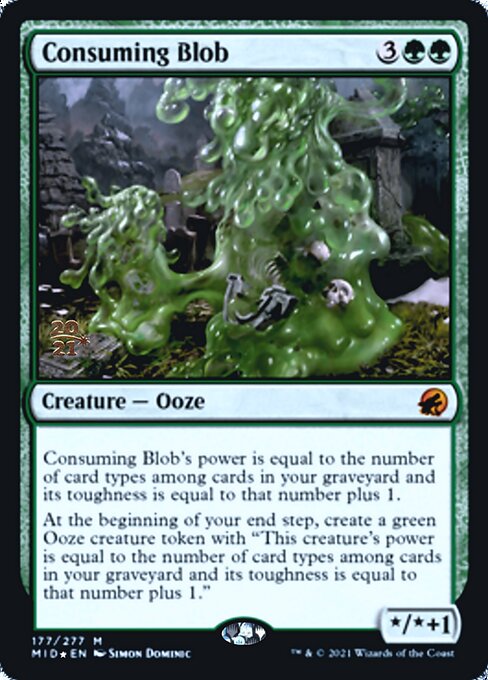 Consuming Blob 3
20
21*
Creature — Ooze
Consuming Blob's power is equal to the number
of card types among cards in your graveyard and
its toughness is equal to that number plus 1.
At the beginning of your end step, create a green
Ooze creature token with “This creature's power
is equal to the number of card types among cards
in your graveyard and its toughness is equal to
that number plus 1.”
*/*+1
177/277 M
MID★EN SIMON DOMINIC
™ & © 2021 Wizards of the Coast